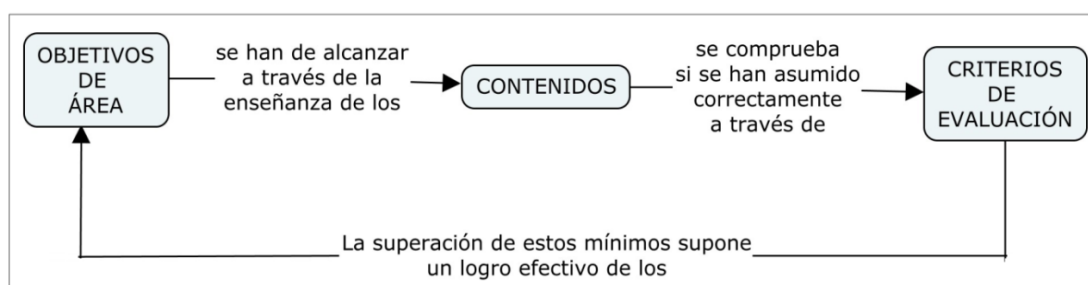 OBJETIVOS
DE
ÁREA
se han de alcanzar
a través de la
enseñanza de los
CONTENIDOS
se comprueba
si se han asumido
correctamente
a través de
CRITERIOS
DE
EVALUACIÓN
La superación de estos mínimos supone
un logro efectivo de los